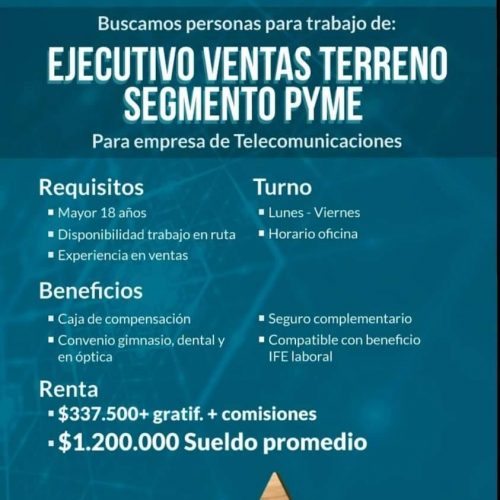 Buscamos personas para trabajo de:
EJECUTIVO VENTAS TERRENO
SEGMENTO PYME
Para empresa de Telecomunicaciones
Requisitos
▪ Mayor 18 años
▪ Disponibilidad trabajo en ruta
▪ Experiencia en ventas
Turno
▪ Lunes - Viernes
▪ Horario oficina
Beneficios
▪ Caja de compensación
▪ Convenio gimnasio, dental y
en óptica
▪ Seguro complementario
▪ Compatible con beneficio
IFE laboral
Renta
▪ $337.500+ gratif. + comisiones
▪ $1.200.000 Sueldo promedio